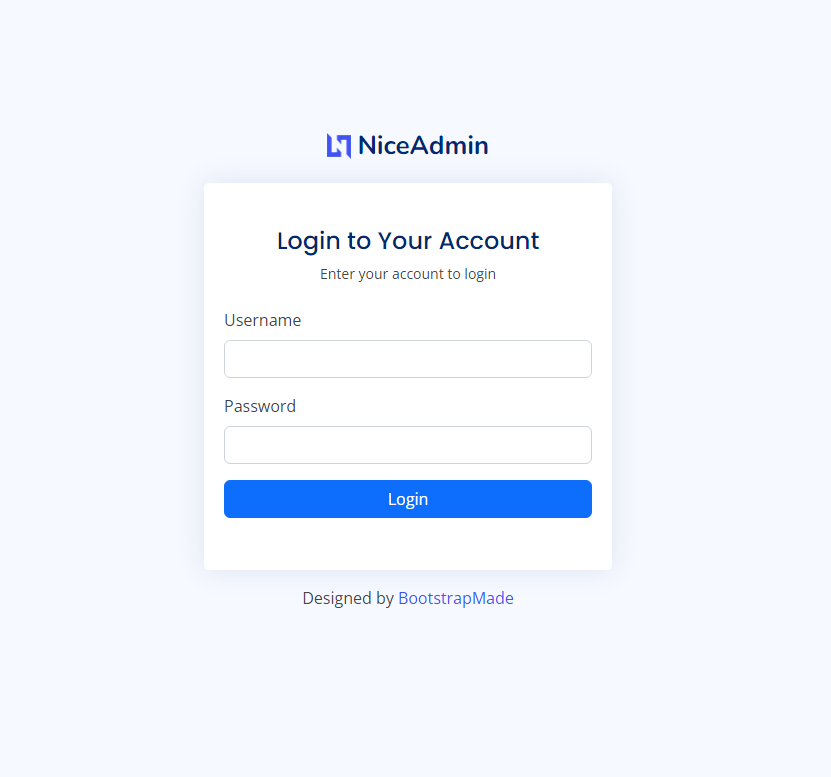 NiceAdmin
Login to Your Account
Enter your account to login
Username
Password
Login
Designed by BootstrapMade